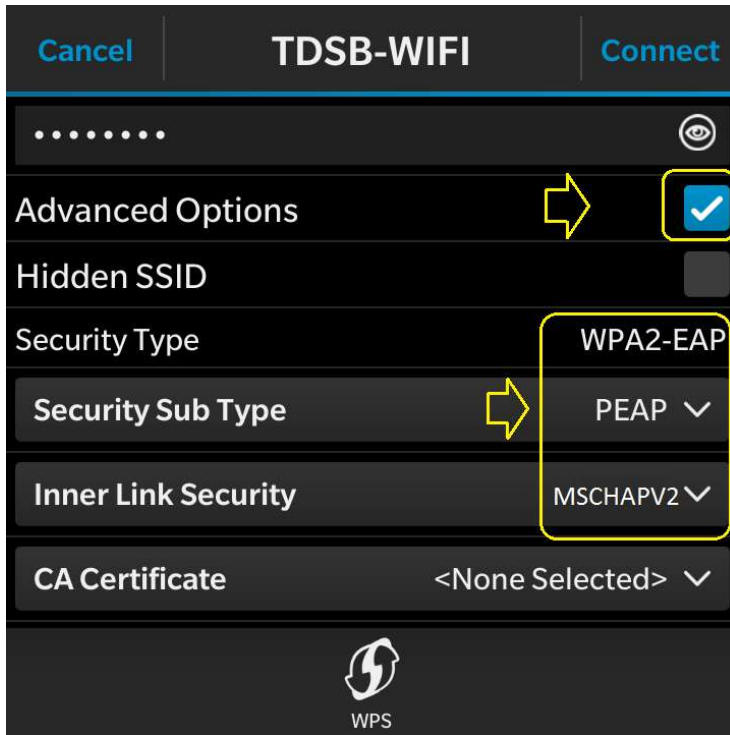 Cancel TDSB-WIFI Connect
••••••••
Advanced Options
Hidden SSID
Security Type WPA2-EAP
Security Sub Type PEAP
Inner Link Security MSCHAPV2
CA Certificate <None Selected>
WPS